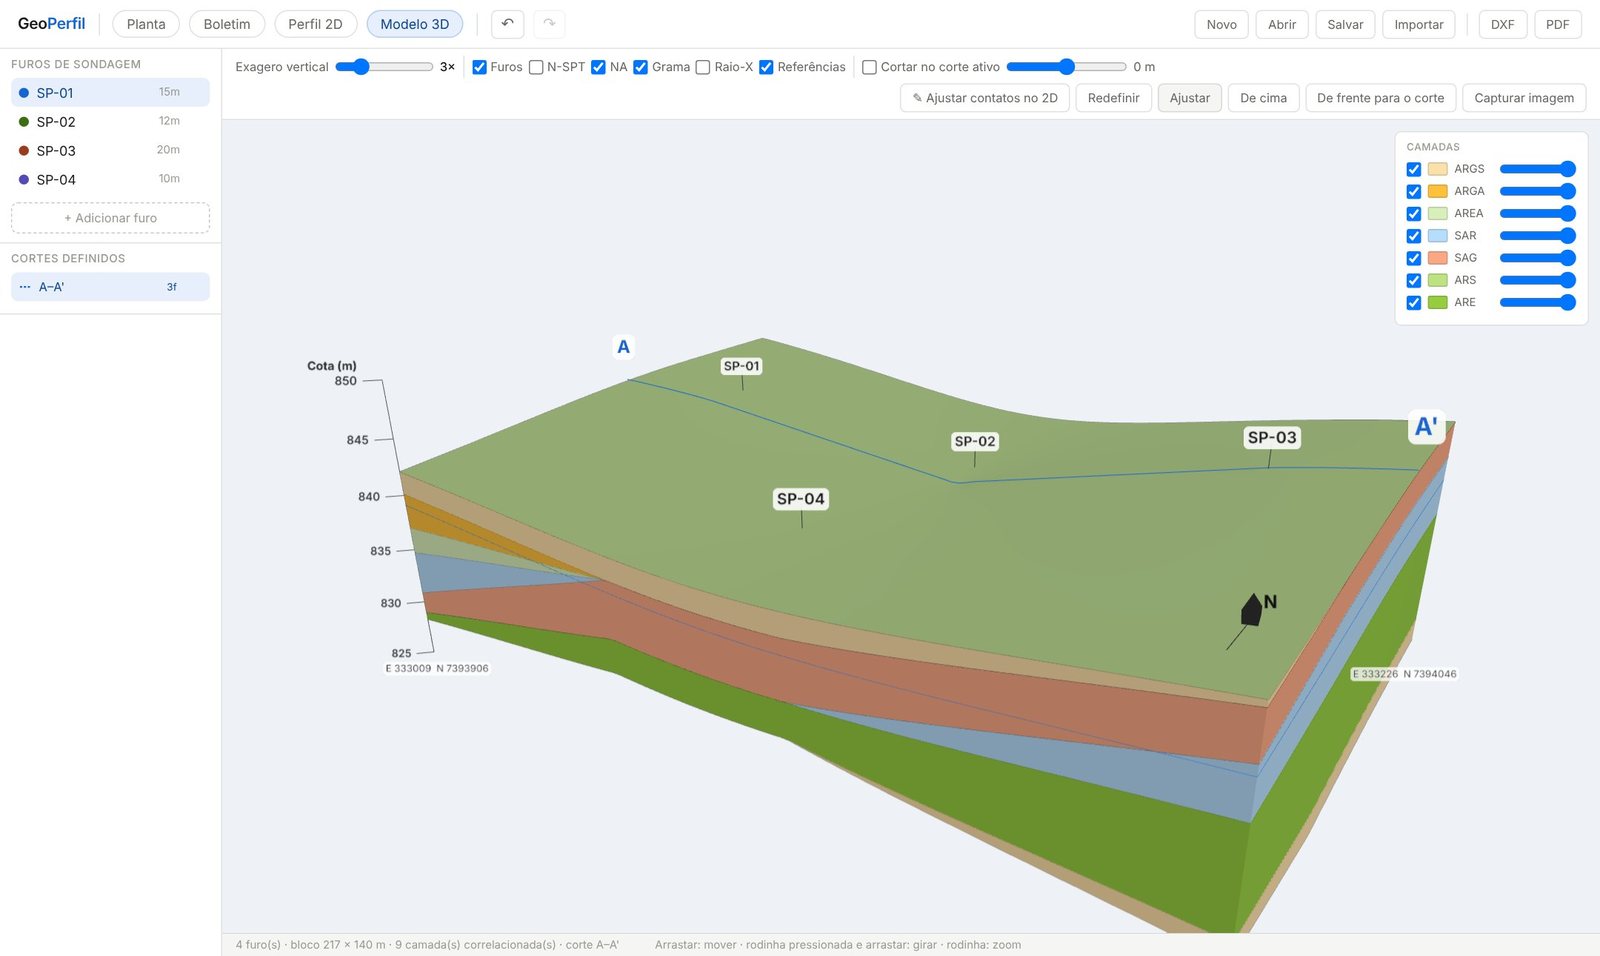 GeoPerfil
Planta
Boletim
Perfil 2D
Modelo 3D
Novo
Abrir
Salvar
Importar
DXF
PDF
FUROS DE SONDAGEM
SP-01 15m
SP-02 12m
SP-03 20m
SP-04 10m
+ Adicionar furo
CORTES DEFINIDOS
A–A' 3f
Exagero vertical 3×
Furos
N-SPT
NA
Grama
Raio-X
Referências
Cortar no corte ativo 0 m
✎ Ajustar contatos no 2D
Redefinir
Ajustar
De cima
De frente para o corte
Capturar imagem
CAMADAS
ARGS
ARGA
AREA
SAR
SAG
ARS
ARE
A
SP-01
Cota (m)
850
845
840
835
830
825
E 333009 N 7393906
SP-02
SP-03
A'
SP-04
N
E 333226 N 7394046
4 furo(s) · bloco 217 × 140 m · 9 camada(s) correlacionada(s) · corte A–A'
Arrastar: mover · rodinha pressionada e arrastar: girar · rodinha: zoom